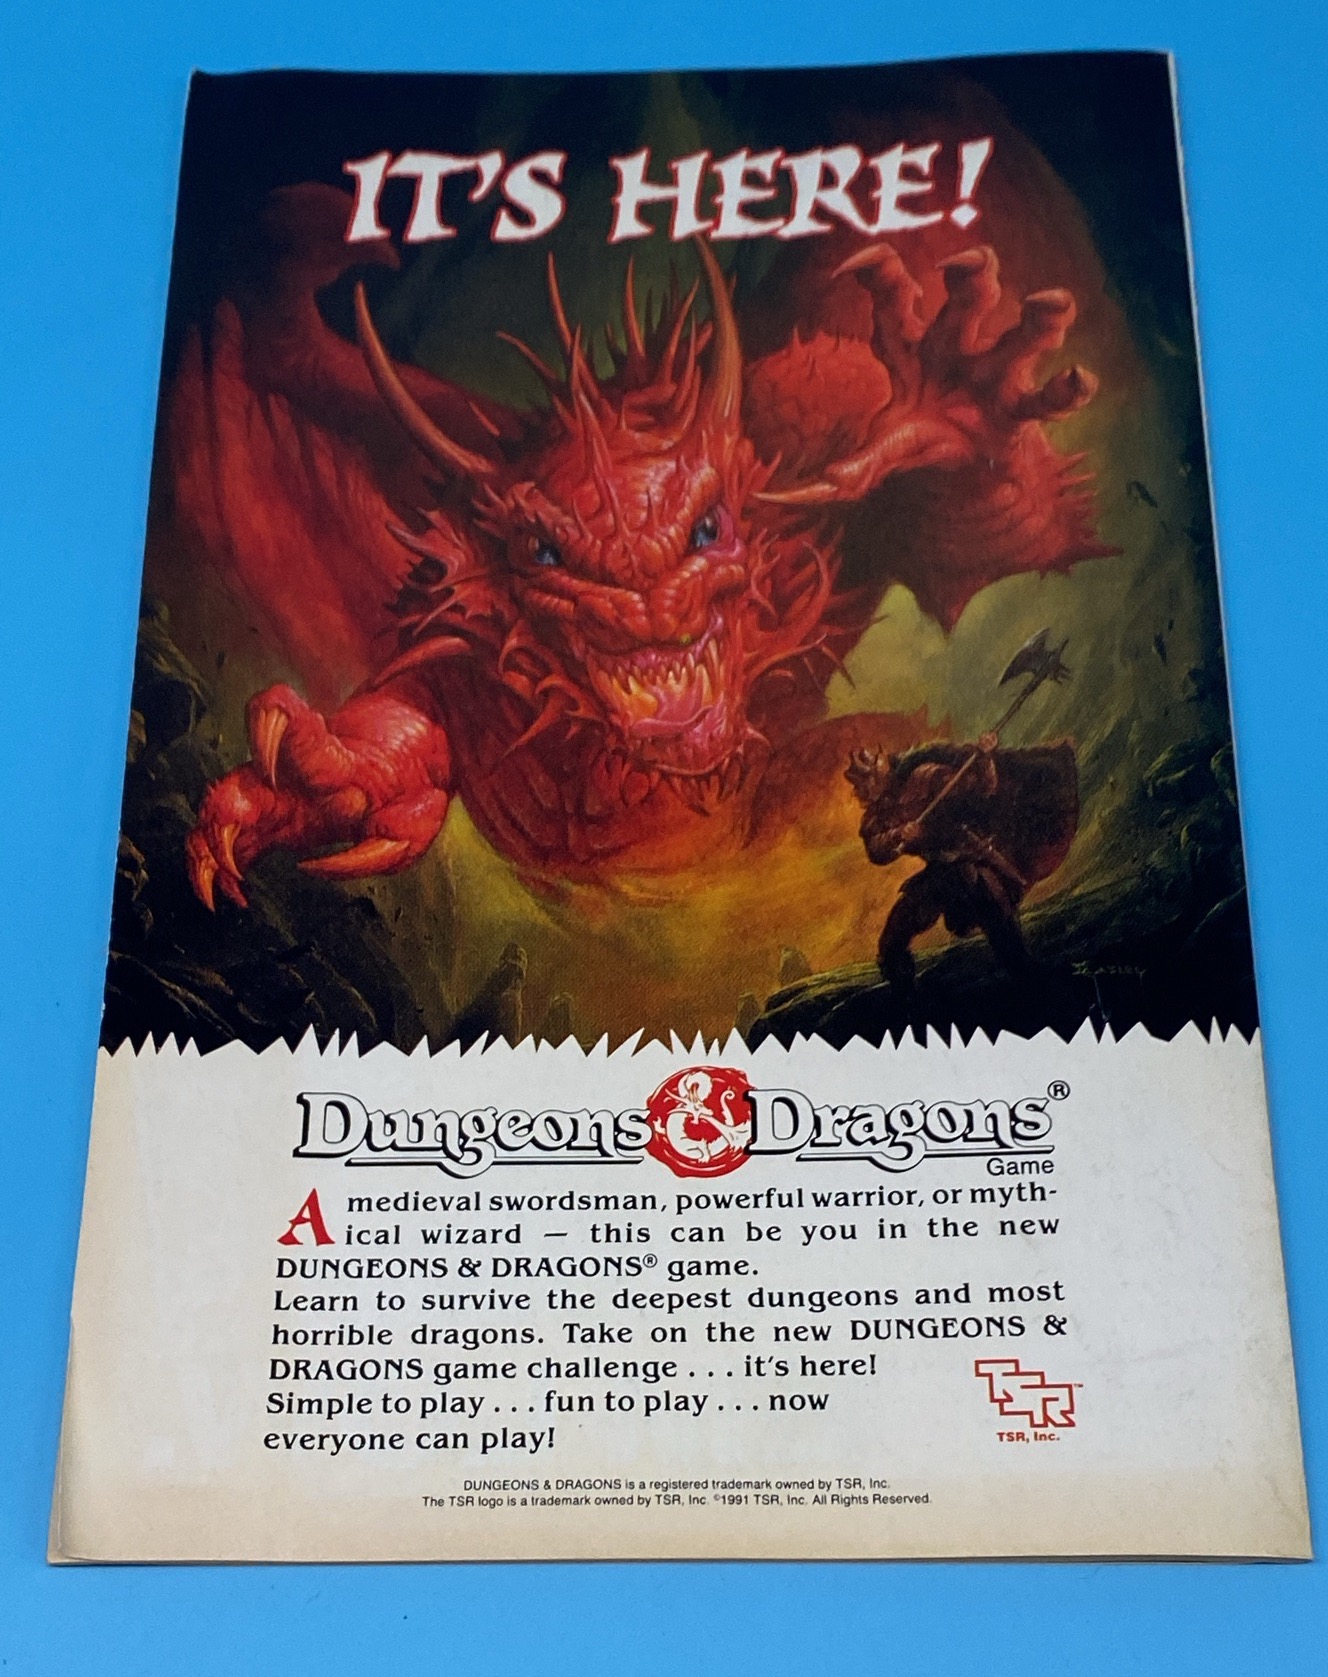 IT'S HERE!
Easley
Dungeons & Dragons®
Game
A medieval swordsman, powerful warrior, or myth-
ical wizard — this can be you in the new
DUNGEONS & DRAGONS® game.
Learn to survive the deepest dungeons and most
horrible dragons. Take on the new DUNGEONS &
DRAGONS game challenge . . . it's here!
Simple to play . . . fun to play . . . now
everyone can play!
TSR™
TSR, Inc.
DUNGEONS & DRAGONS is a registered trademark owned by TSR, Inc.
The TSR logo is a trademark owned by TSR, Inc. ©1991 TSR, Inc. All Rights Reserved.